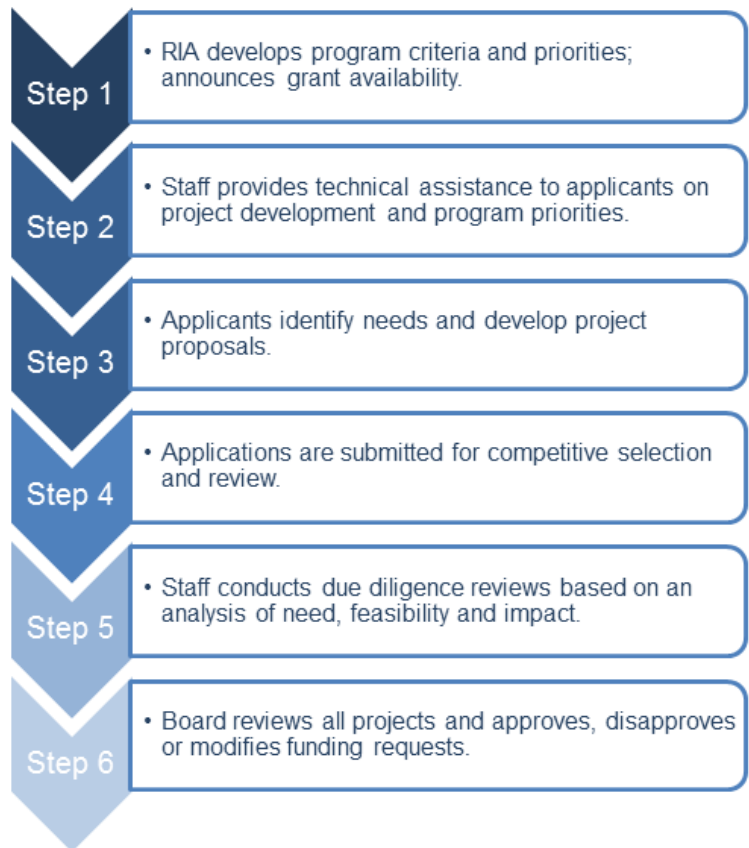 Step 1
• RIA develops program criteria and priorities;
announces grant availability.
Step 2
• Staff provides technical assistance to applicants on
project development and program priorities.
Step 3
• Applicants identify needs and develop project
proposals.
Step 4
• Applications are submitted for competitive selection
and review.
Step 5
• Staff conducts due diligence reviews based on an
analysis of need, feasibility and impact.
Step 6
• Board reviews all projects and approves, disapproves
or modifies funding requests.